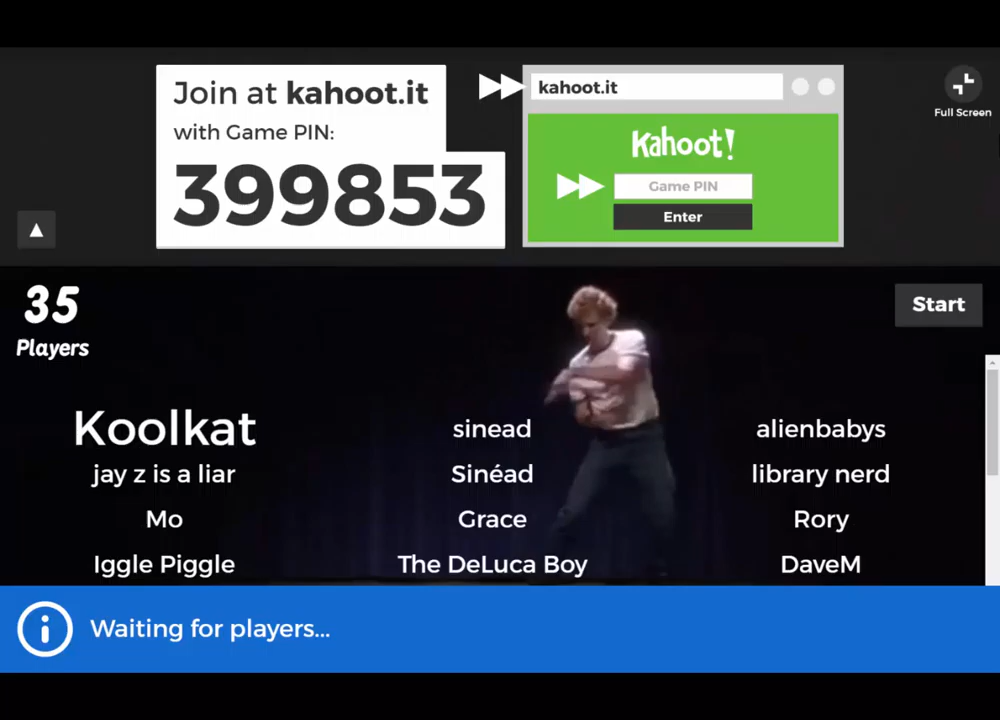 Join at kahoot.it
with Game PIN:
399853
kahoot.it
Kahoot!
Game PIN
Enter
Full Screen
35
Players
Start
Koolkat
sinead
alienbabys
jay z is a liar
Sinéad
library nerd
Mo
Grace
Rory
Iggle Piggle
The DeLuca Boy
DaveM
Waiting for players...